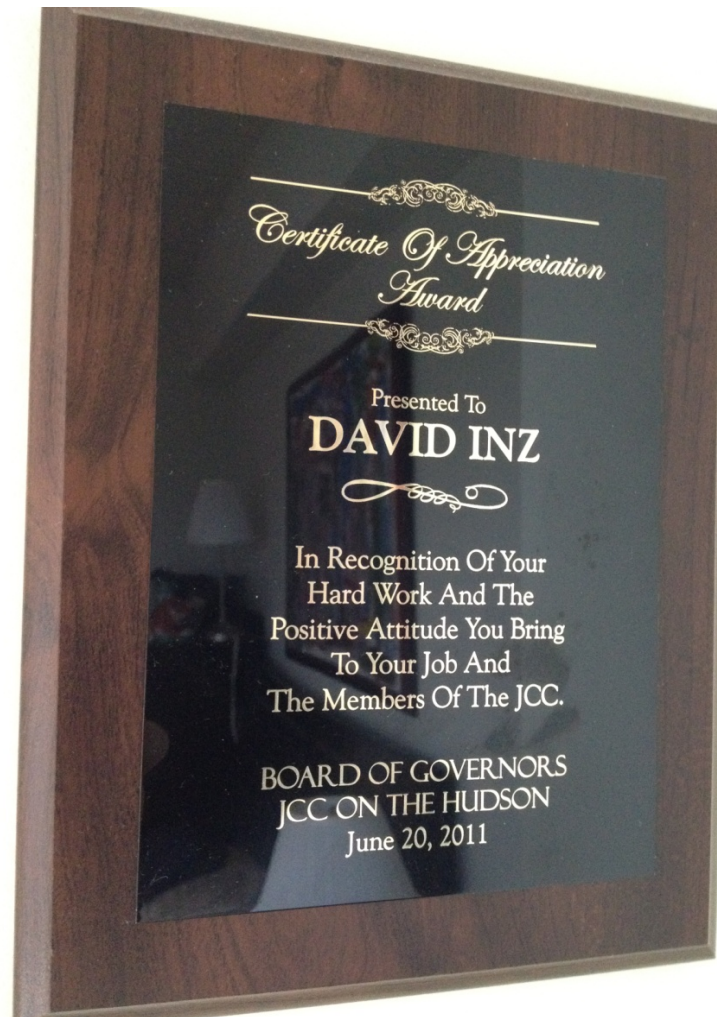 Certificate Of Appreciation
Award
Presented To
DAVID INZ
In Recognition Of Your
Hard Work And The
Positive Attitude You Bring
To Your Job And
The Members Of The JCC.
BOARD OF GOVERNORS
JCC ON THE HUDSON
June 20, 2011